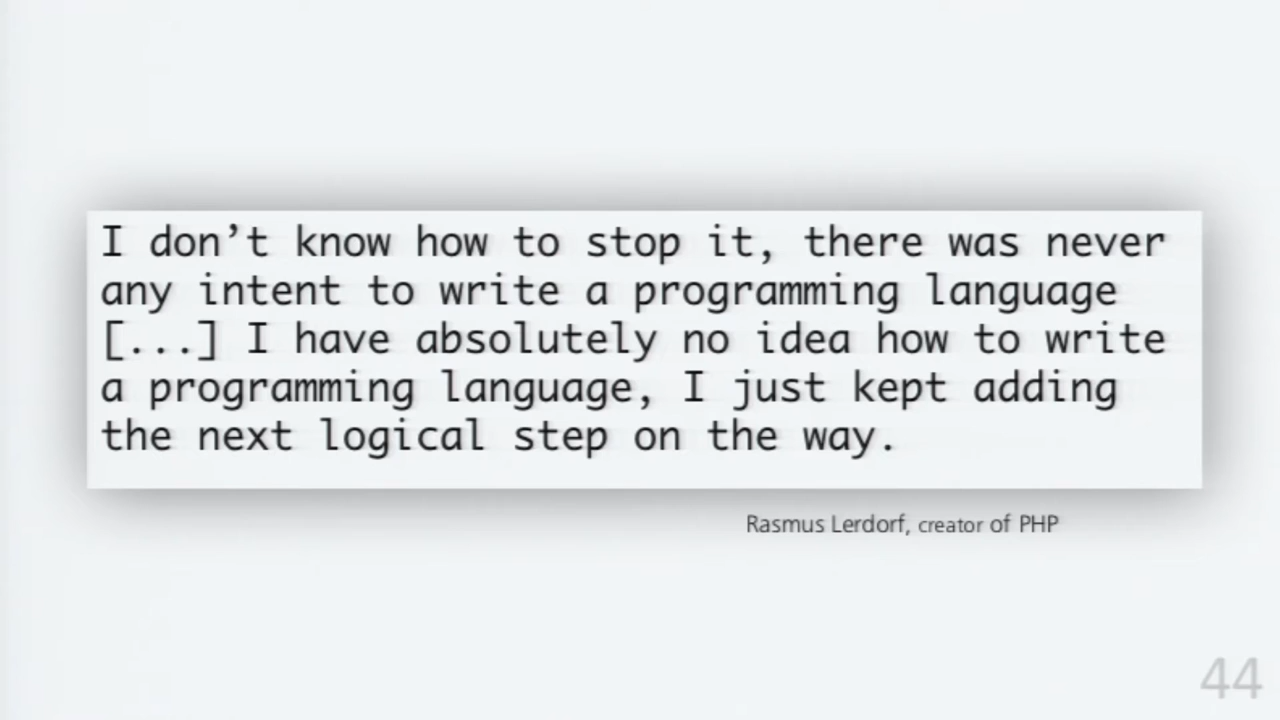 I don’t know how to stop it, there was never
any intent to write a programming language
[...] I have absolutely no idea how to write
a programming language, I just kept adding
the next logical step on the way.
Rasmus Lerdorf, creator of PHP
44